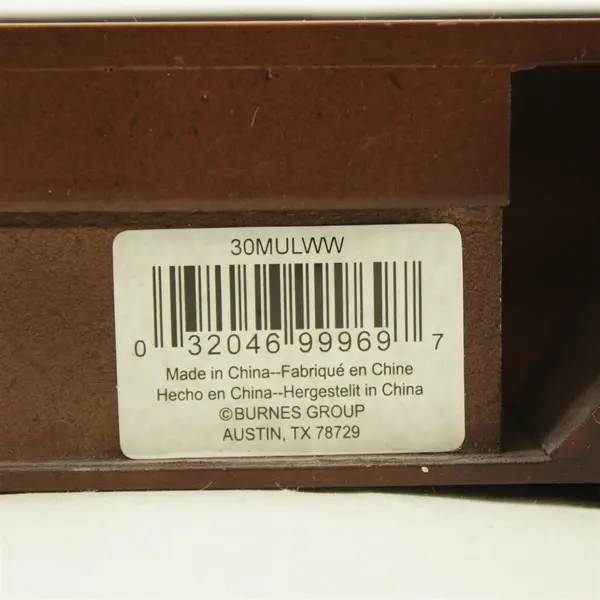 30MULWW
0 32046 99969 7
Made in China--Fabriqué en Chine
Hecho en China--Hergestelit in China
©BURNES GROUP
AUSTIN, TX 78729